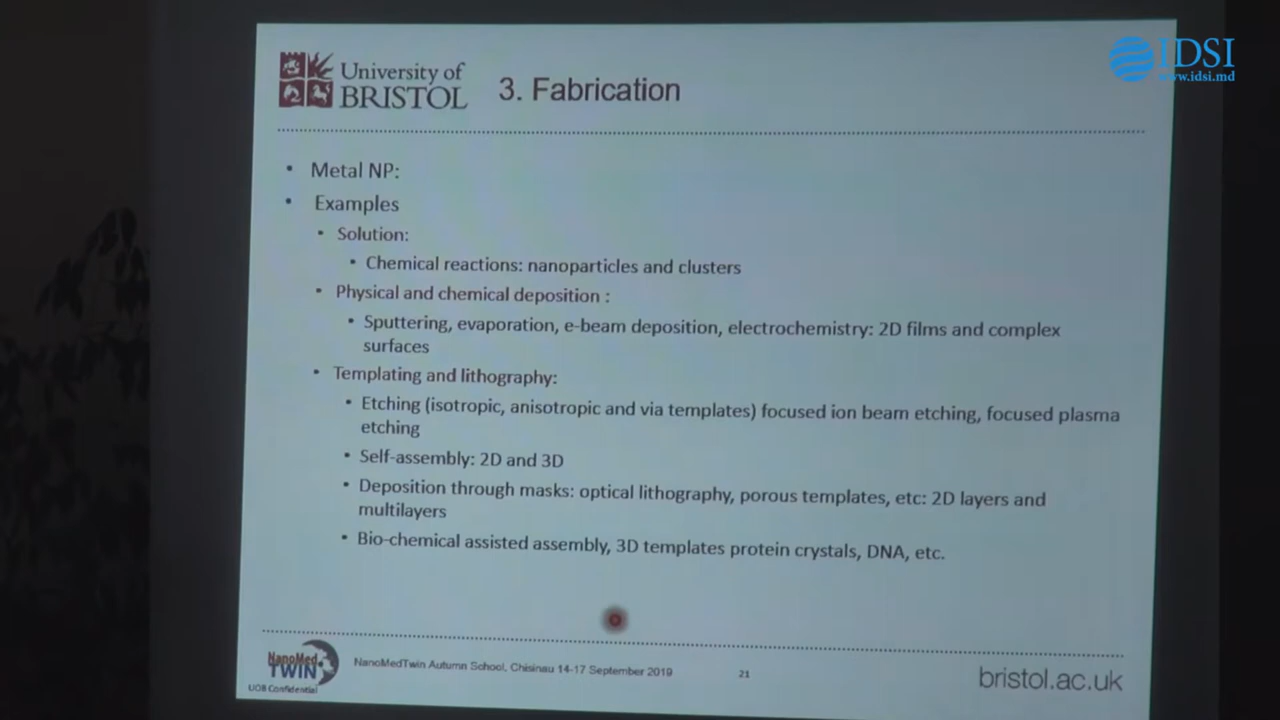 IDSI
www.idsi.md
University of
BRISTOL
3. Fabrication
• Metal NP:
• Examples
• Solution:
• Chemical reactions: nanoparticles and clusters
• Physical and chemical deposition :
• Sputtering, evaporation, e-beam deposition, electrochemistry: 2D films and complex
surfaces
• Templating and lithography:
• Etching (isotropic, anisotropic and via templates) focused ion beam etching, focused plasma
etching
• Self-assembly: 2D and 3D
• Deposition through masks: optical lithography, porous templates, etc: 2D layers and
multilayers
• Bio-chemical assisted assembly, 3D templates protein crystals, DNA, etc.
NanoMed
TWIN
UOB Confidential
NanoMedTwin Autumn School, Chisinau 14-17 September 2019
21
bristol.ac.uk